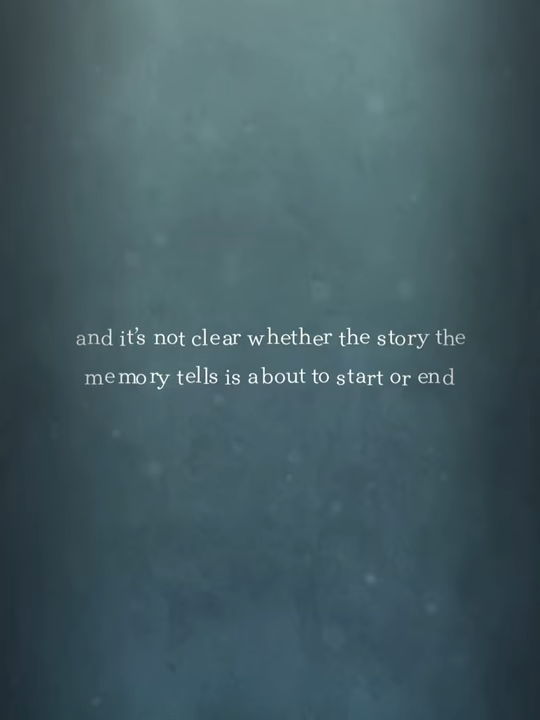 and it's not clear whether the story the
memory tells is about to start or end